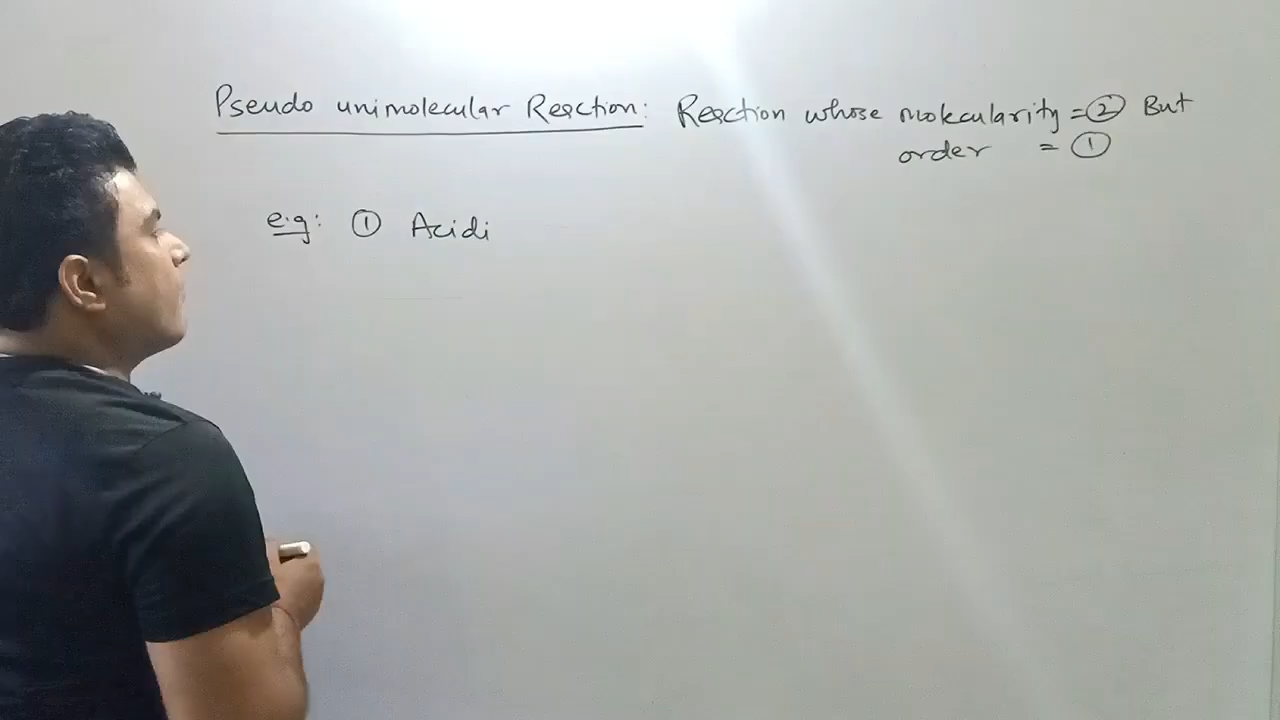 Pseudo unimolecular Reaction: Reaction whose molecularity = ② But
order = ①
e.g: ① Acidi